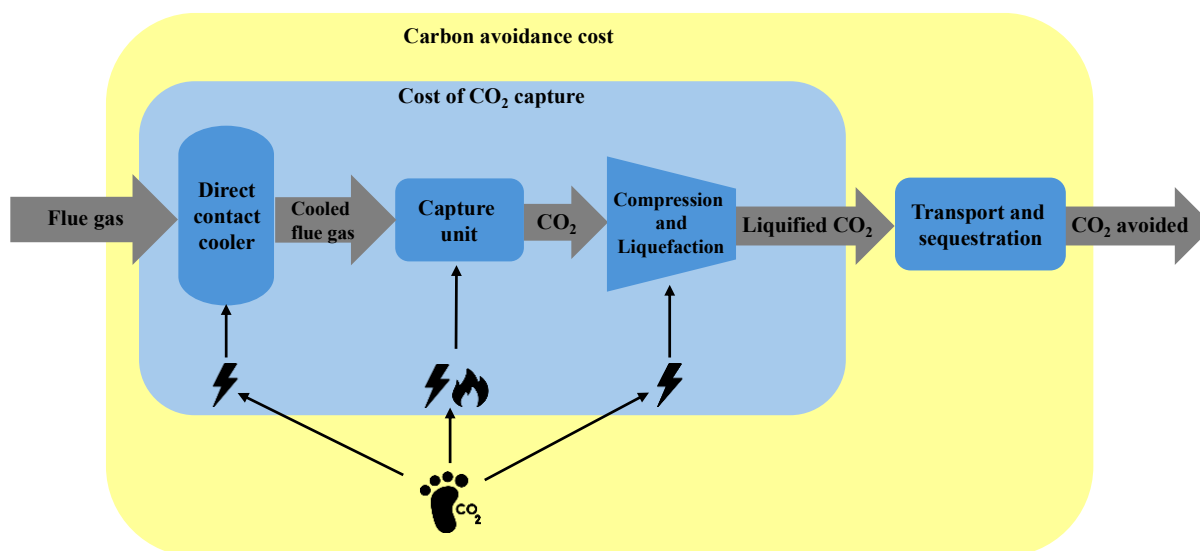 Carbon avoidance cost
Cost of CO₂ capture
Flue gas
Direct
contact
cooler
Cooled
flue gas
Capture
unit
CO₂
Compression
and
Liquefaction
Liquified CO₂
Transport and
sequestration
CO₂ avoided
CO₂